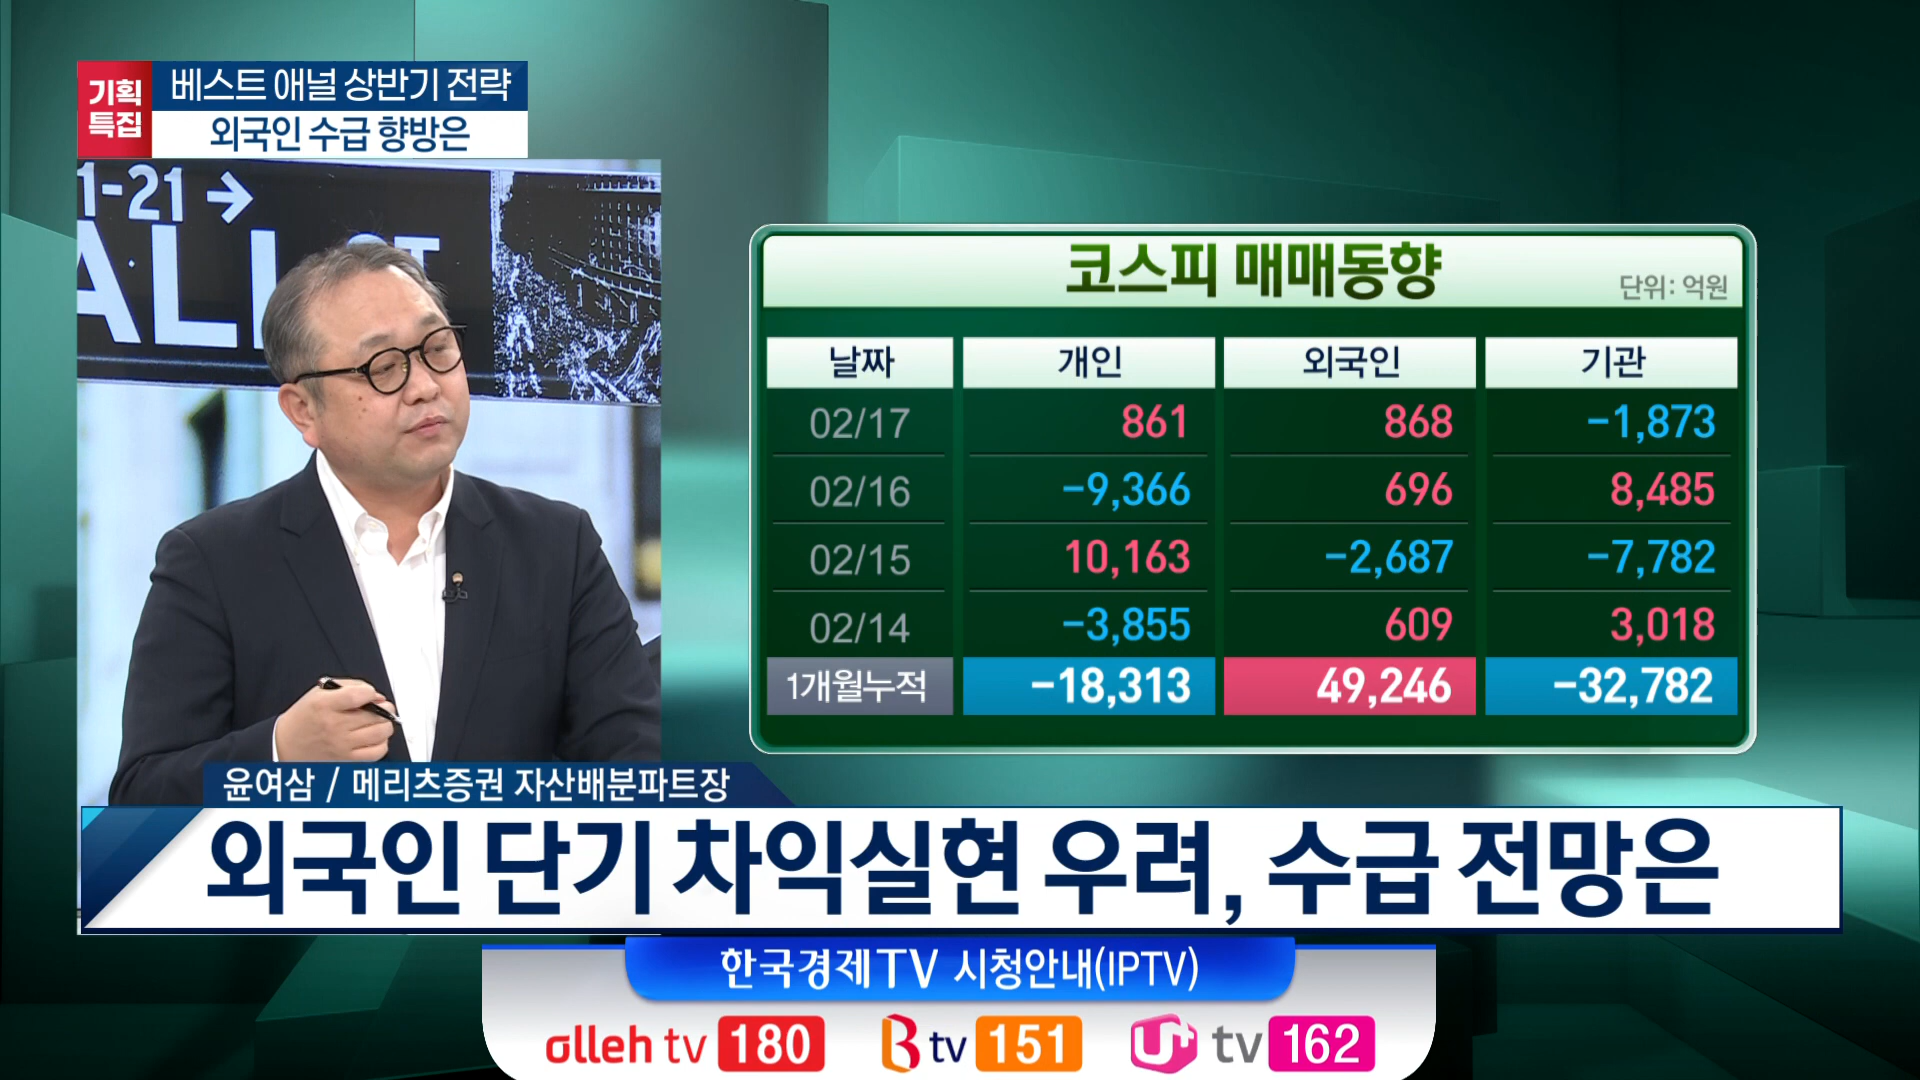 기획
특집
베스트 애널 상반기 전략
외국인 수급 향방은
1-21 →
ALL ST
코스피 매매동향
단위: 억원
날짜 개인 외국인 기관
02/17 861 868 -1,873
02/16 -9,366 696 8,485
02/15 10,163 -2,687 -7,782
02/14 -3,855 609 3,018
1개월누적 -18,313 49,246 -32,782
윤여삼 / 메리츠증권 자산배분파트장
외국인 단기 차익실현 우려, 수급 전망은
한국경제TV 시청안내(IPTV)
olleh tv 180 B tv 151 U+ tv 162